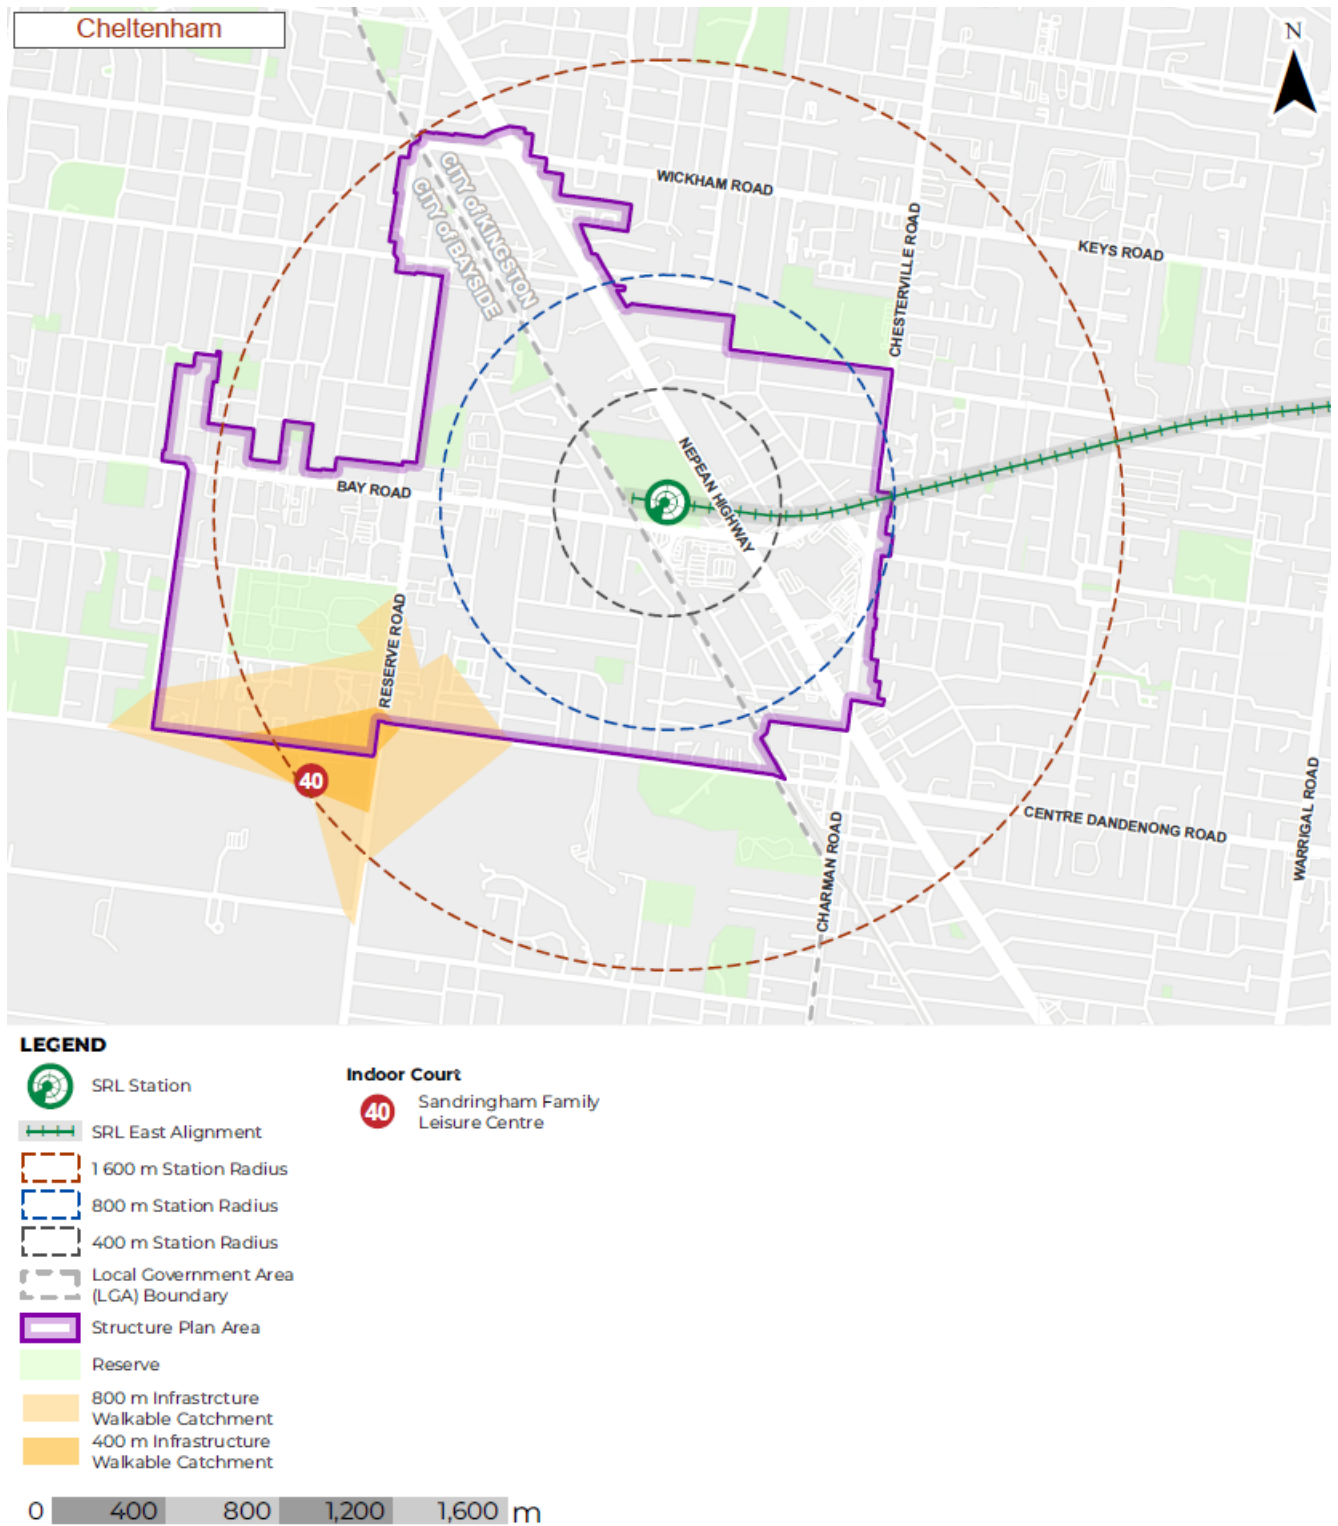 Cheltenham
N
WICKHAM ROAD
CITY of KINGSTON
CITY of BAYSIDE
KEYS ROAD
CHESTERVILLE ROAD
NEPEAN HIGHWAY
BAY ROAD
RESERVE ROAD
40
CENTRE DANDENONG ROAD
WARRIGAL ROAD
CHARMAN ROAD
LEGEND
SRL Station
SRL East Alignment
1 600 m Station Radius
800 m Station Radius
400 m Station Radius
Local Government Area
(LGA) Boundary
Structure Plan Area
Reserve
800 m Infrastrcture
Walkable Catchment
400 m Infrastructure
Walkable Catchment
Indoor Court
40 Sandringham Family
Leisure Centre
0 400 800 1,200 1,600 m